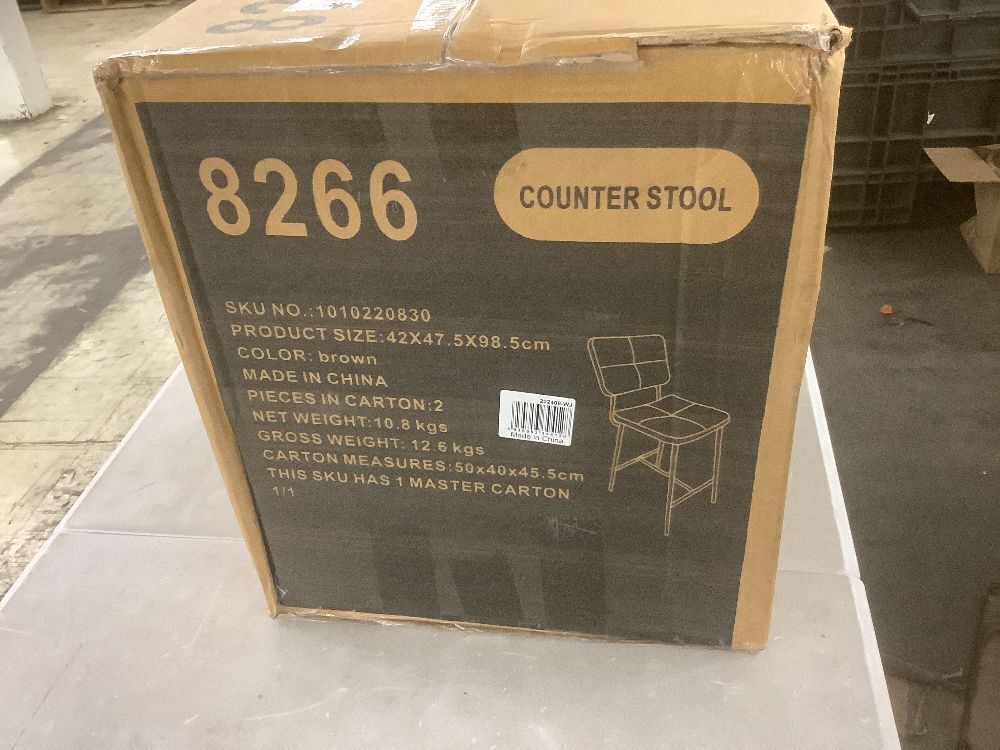 8266
COUNTER STOOL
SKU NO.:1010220830
PRODUCT SIZE:42X47.5X98.5cm
COLOR: brown
MADE IN CHINA
PIECES IN CARTON:2
NET WEIGHT:10.8 kgs
GROSS WEIGHT: 12.6 kgs
CARTON MEASURES:50x40x45.5cm
THIS SKU HAS 1 MASTER CARTON
1/1
202409-WJ
Made in China